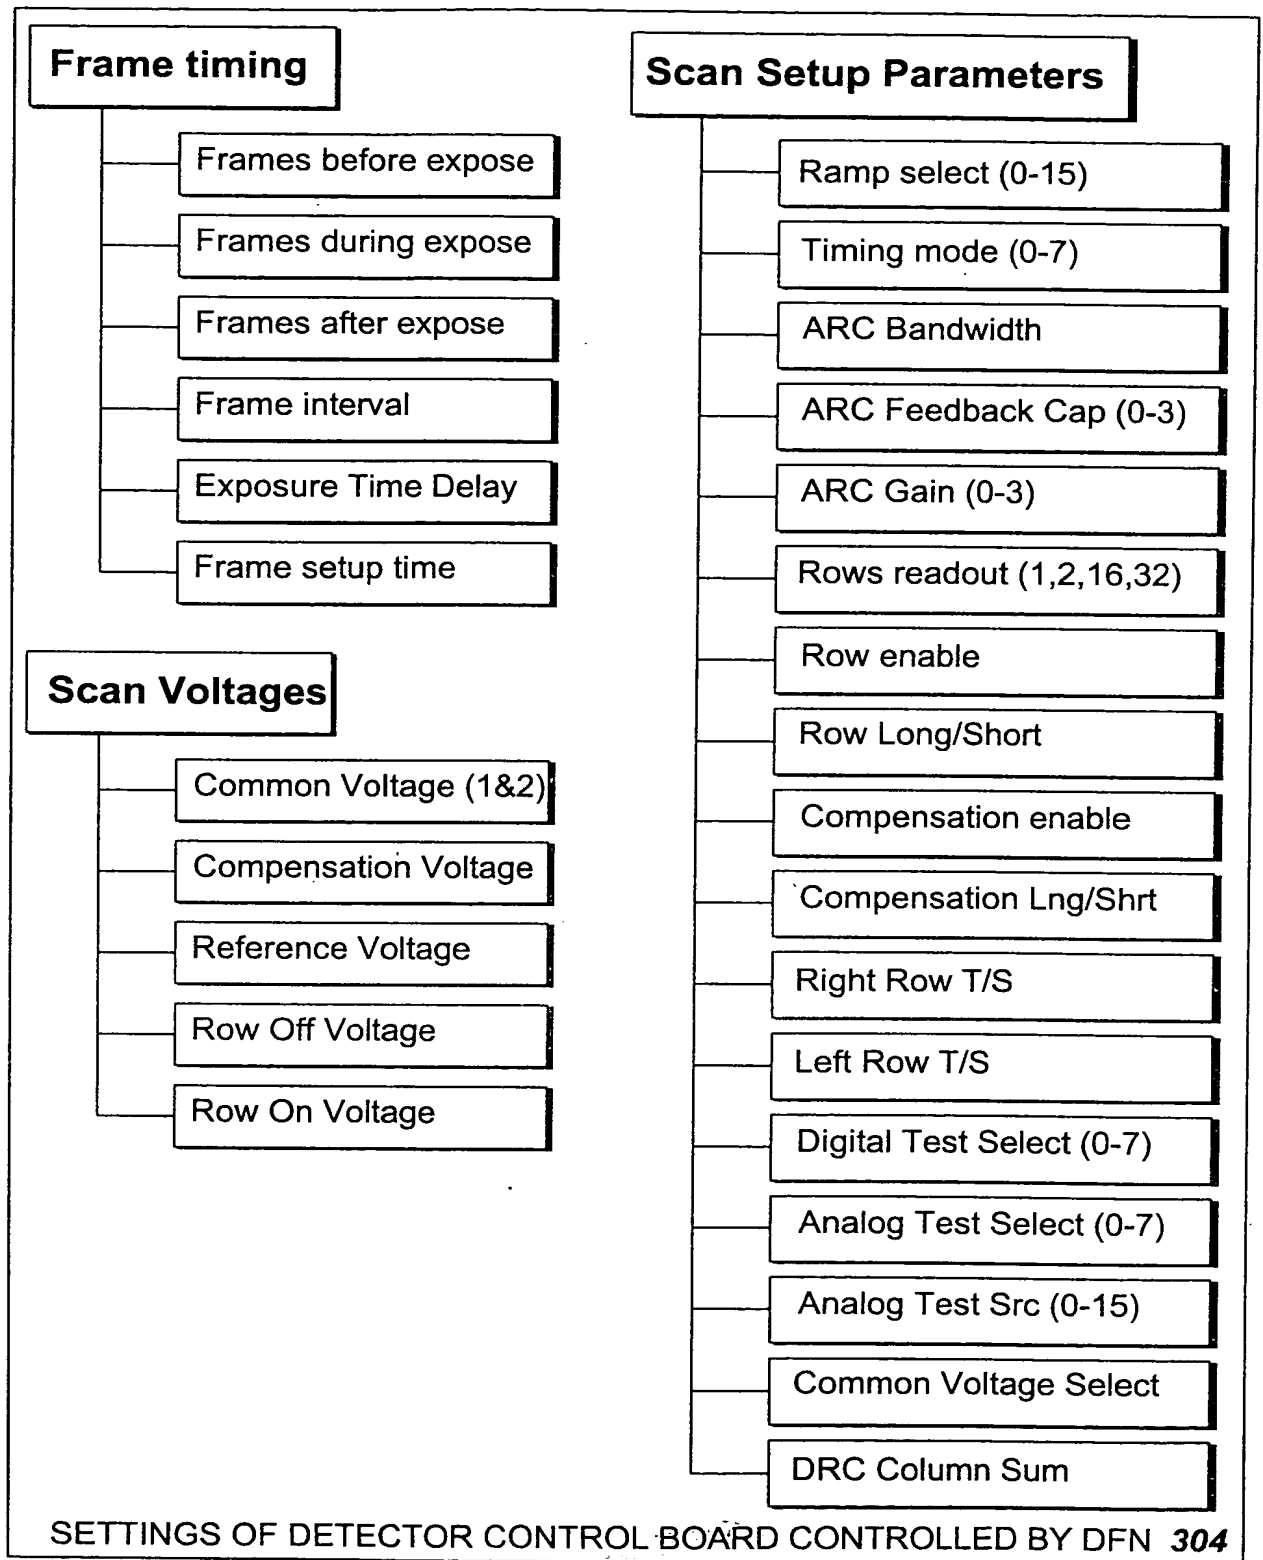 Frame timing
Frames before expose
Frames during expose
Frames after expose
Frame interval
Exposure Time Delay
Frame setup time
Scan Voltages
Common Voltage (1&2)
Compensation Voltage
Reference Voltage
Row Off Voltage
Row On Voltage
Scan Setup Parameters
Ramp select (0-15)
Timing mode (0-7)
ARC Bandwidth
ARC Feedback Cap (0-3)
ARC Gain (0-3)
Rows readout (1,2,16,32)
Row enable
Row Long/Short
Compensation enable
Compensation Lng/Shrt
Right Row T/S
Left Row T/S
Digital Test Select (0-7)
Analog Test Select (0-7)
Analog Test Src (0-15)
Common Voltage Select
DRC Column Sum
SETTINGS OF DETECTOR CONTROL BOARD CONTROLLED BY DFN 304